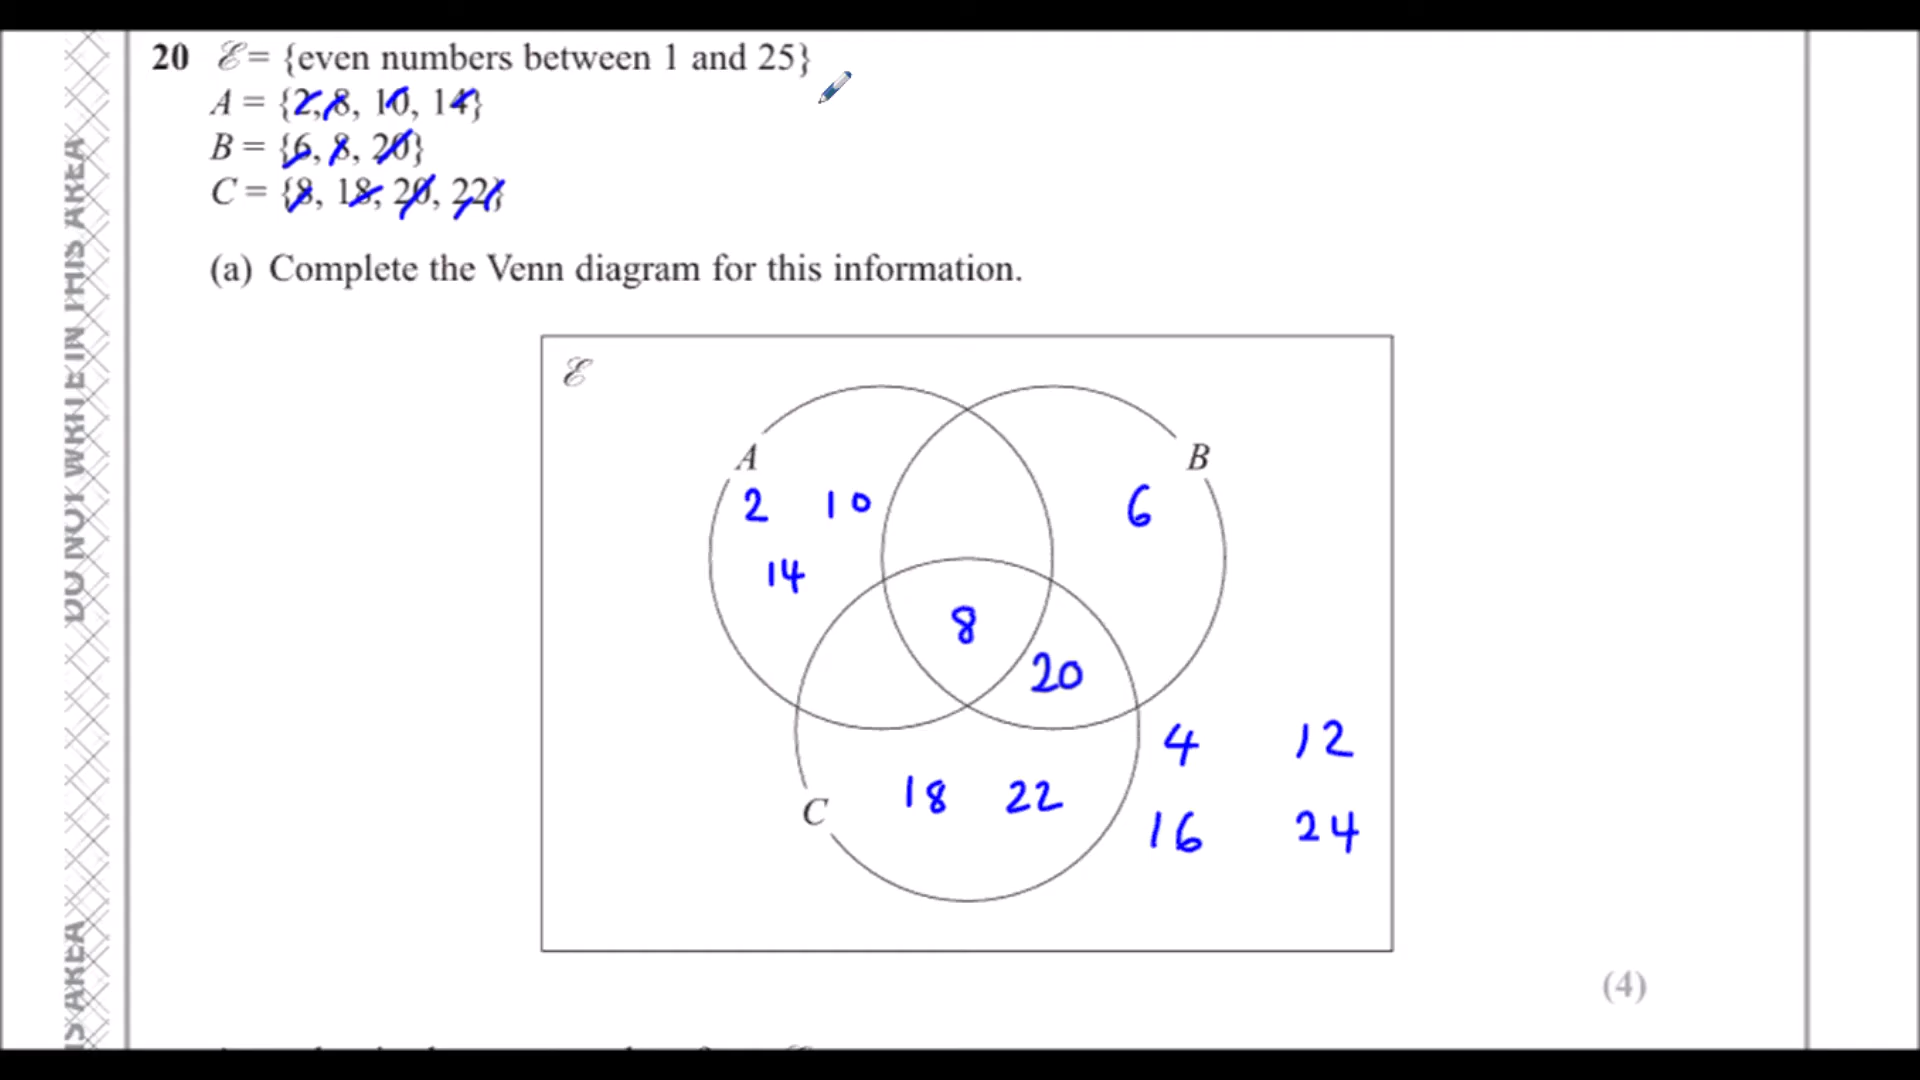 20 ℰ = {even numbers between 1 and 25}
A = {2, 8, 10, 14}
B = {6, 8, 20}
C = {8, 18, 20, 22}
(a) Complete the Venn diagram for this information.
ℰ
A
B
2 10
6
14
8
20
4 12
18 22
C
16 24
(4)
DO NOT WRITE IN THIS AREA
IS AREA